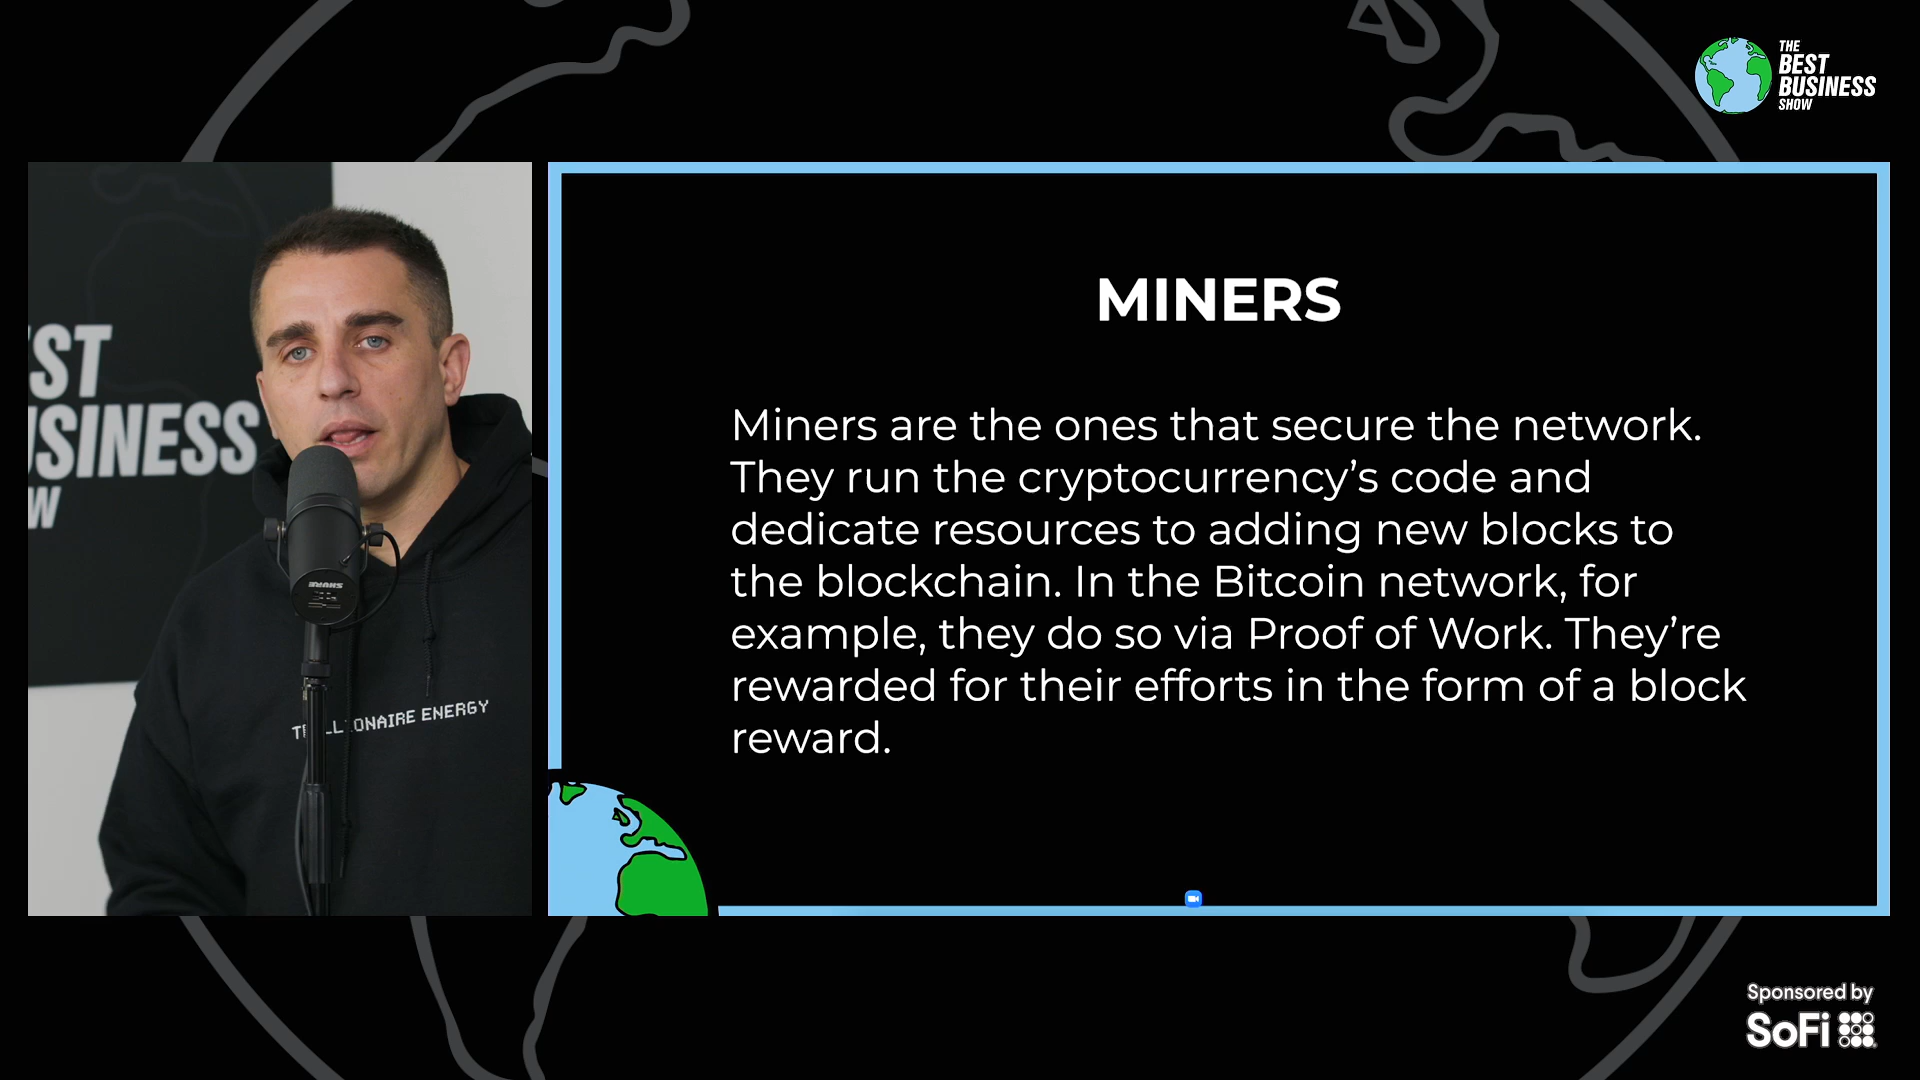 THE
BEST
BUSINESS
SHOW
ST
USINESS
W
SHURE
TRILLIONAIRE ENERGY
MINERS
Miners are the ones that secure the network.
They run the cryptocurrency’s code and
dedicate resources to adding new blocks to
the blockchain. In the Bitcoin network, for
example, they do so via Proof of Work. They’re
rewarded for their efforts in the form of a block
reward.
Sponsored by
SoFi